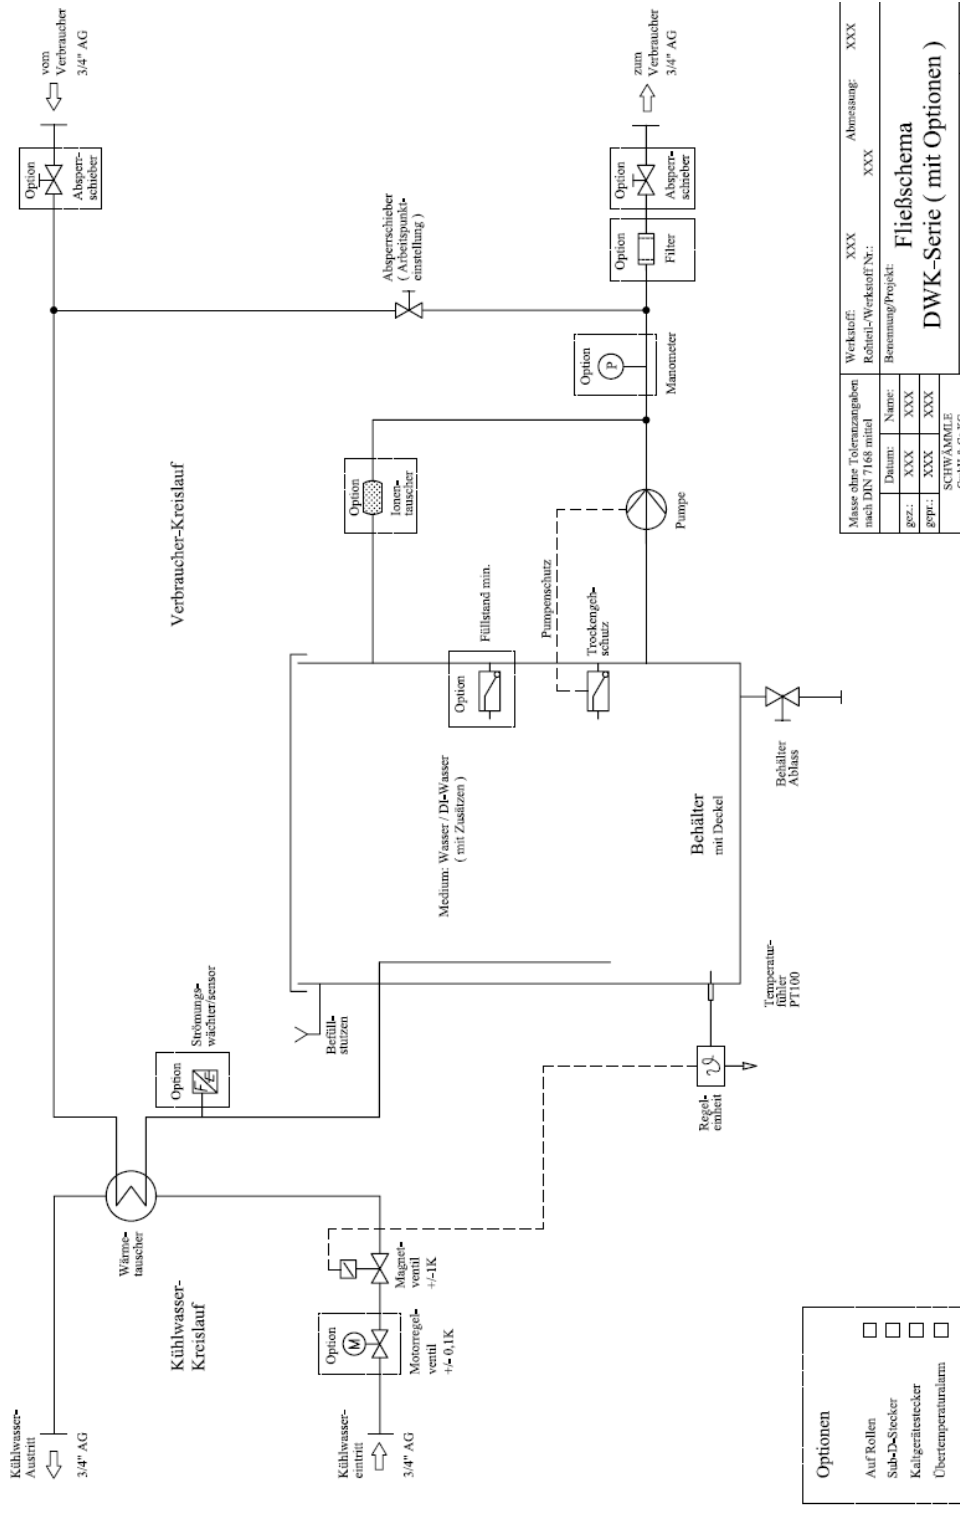 Kühlwasser-
Austritt
3/4" AG
Kühlwasser-
eintritt
3/4" AG
Kühlwasser-
Kreislauf
Wärme-
tauscher
Option
M
Motorregel-
ventil
+/- 0,1K
Magnet-
ventil
+/-1K
Option
F/E
Strömungs-
wächter/sensor
Befüll-
stutzen
ϑ
Regel-
einheit
Temperatur-
fühler
PT100
Medium: Wasser / DI-Wasser
( mit Zusätzen )
Behälter
mit Deckel
Behälter
Ablass
Option
Füllstand min.
Trockengeh-
schutz
Pumpenschutz
Pumpe
Verbraucher-Kreislauf
Option
Ionen-
tauscher
Option
P
Manometer
Absperrschieber
( Arbeitspunkt-
einstellung )
Option
Filter
Option
Absperr-
schieber
zum
Verbraucher
3/4" AG
Option
Absperr-
schieber
vom
Verbraucher
3/4" AG
Optionen
Auf Rollen
Sub-D-Stecker
Kaltgerätestecker
Übertemperaturalarm
Masse ohne Toleranzangaben
nach DIN 7168 mittel
Werkstoff: XXX Abmessung: XXX
Rohteil-/Werkstoff Nr.: XXX
Datum: Name:
gez.: XXX XXX
gepr.: XXX XXX
SCHWÄMMLE
Benennung/Projekt:
Fließschema
DWK-Serie ( mit Optionen )